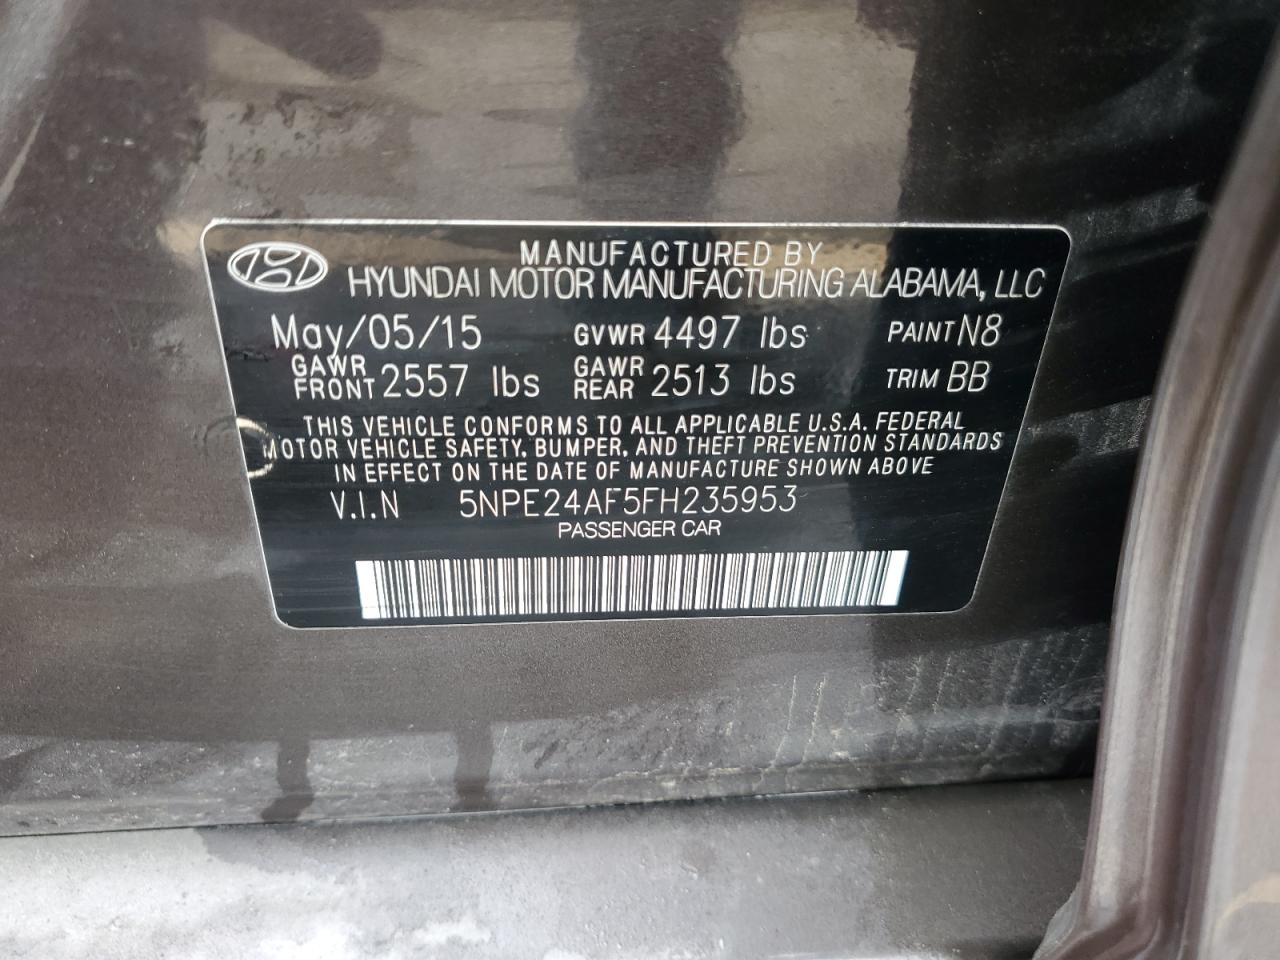 MANUFACTURED BY
HYUNDAI MOTOR MANUFACTURING ALABAMA, LLC
May/05/15 GVWR 4497 lbs PAINT N8
GAWR FRONT 2557 lbs GAWR REAR 2513 lbs TRIM BB
THIS VEHICLE CONFORMS TO ALL APPLICABLE U.S.A. FEDERAL
MOTOR VEHICLE SAFETY, BUMPER, AND THEFT PREVENTION STANDARDS
IN EFFECT ON THE DATE OF MANUFACTURE SHOWN ABOVE
V.I.N 5NPE24AF5FH235953
PASSENGER CAR